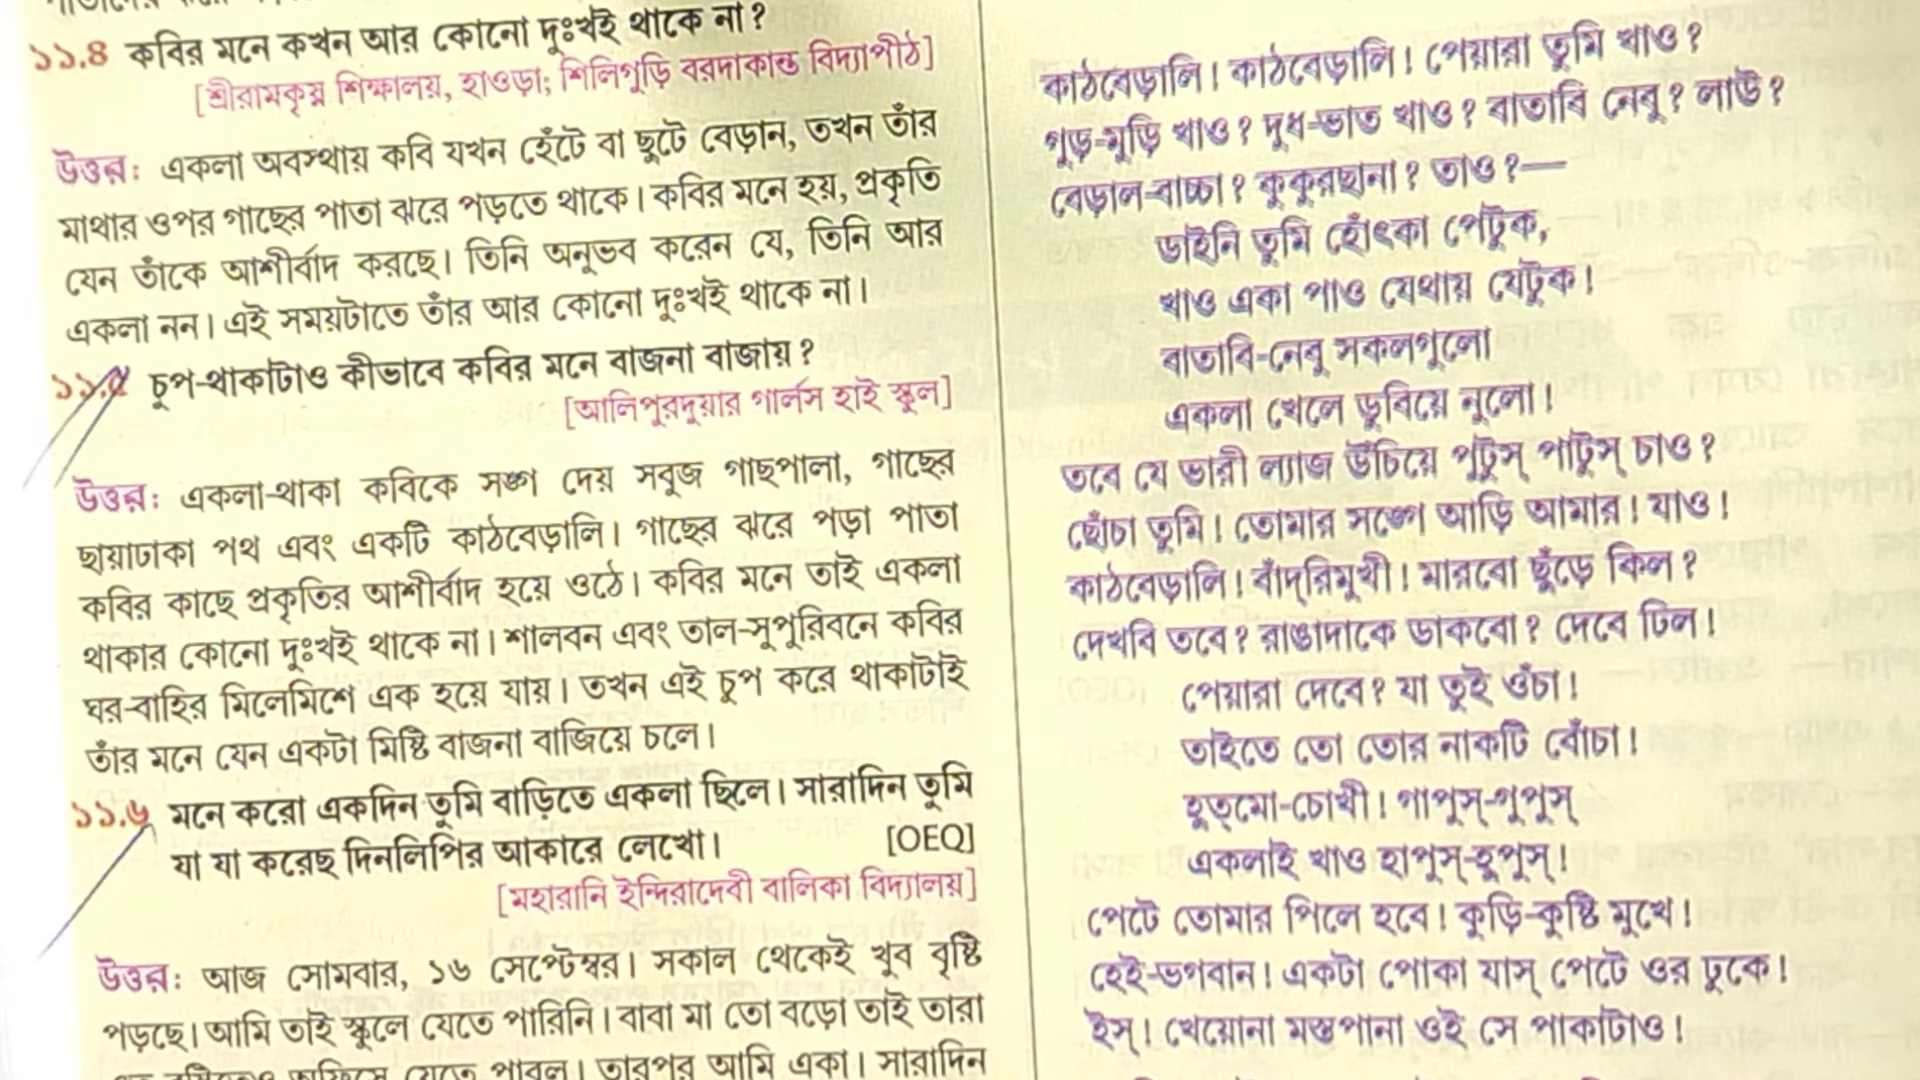 ১১.৪ কবির মনে কখন আর কোনো দুঃখই থাকে না?
[শ্রীরামকৃষ্ণ শিক্ষালয়, হাওড়া; শিলিগুড়ি বরদাকান্ত বিদ্যাপীঠ]
উত্তর: একলা অবস্থায় কবি যখন হেঁটে বা ছুটে বেড়ান, তখন তাঁর
মাথার ওপর গাছের পাতা ঝরে পড়তে থাকে। কবির মনে হয়, প্রকৃতি
যেন তাঁকে আশীর্বাদ করছে। তিনি অনুভব করেন যে, তিনি আর
একলা নন। এই সময়টাতে তাঁর আর কোনো দুঃখই থাকে না।
১১.৫ চুপ-থাকাটাও কীভাবে কবির মনে বাজনা বাজায়?
[আলিপুরদুয়ার গার্লস হাই স্কুল]
উত্তর: একলা-থাকা কবিকে সঙ্গ দেয় সবুজ গাছপালা, গাছের
ছায়াঢাকা পথ এবং একটি কাঠবেড়ালি। গাছের ঝরে পড়া পাতা
কবির কাছে প্রকৃতির আশীর্বাদ হয়ে ওঠে। কবির মনে তাই একলা
থাকার কোনো দুঃখই থাকে না। শালবন এবং তাল-সুপুরিবনে কবির
ঘর-বাহির মিলেমিশে এক হয়ে যায়। তখন এই চুপ করে থাকাটাই
তাঁর মনে যেন একটা মিষ্টি বাজনা বাজিয়ে চলে।
১১.৬ মনে করো একদিন তুমি বাড়িতে একলা ছিলে। সারাদিন তুমি
যা যা করেছ দিনলিপির আকারে লেখো। [OEQ]
[মহারানি ইন্দিরাদেবী বালিকা বিদ্যালয়]
উত্তর: আজ সোমবার, ১৬ সেপ্টেম্বর। সকাল থেকেই খুব বৃষ্টি
পড়ছে। আমি তাই স্কুলে যেতে পারিনি। বাবা মা তো বড়ো তাই তারা
অফিসে যেতে পারল। তারপর আমি একা। সারাদিন
কাঠবেড়ালি! কাঠবেড়ালি! পেয়ারা তুমি খাও?
গুড়-মুড়ি খাও? দুধ-ভাত খাও? বাতাবি নেবু? লাউ?
বেড়াল-বাচ্চা? কুকুরছানা? তাও?—
ডাইনি তুমি হোঁৎকা পেটুক,
খাও একা পাও যেথায় যেটুক!
বাতাবি-নেবু সকলগুলো
একলা খেলে ডুবিয়ে নুলো!
তবে যে ভারী ল্যাজ উঁচিয়ে পুটুস্ পাটুস্ চাও?
ছোঁচা তুমি! তোমার সঙ্গে আড়ি আমার! যাও!
কাঠবেড়ালি! বাঁদ্‌রিমুখী! মারবো ছুঁড়ে কিল?
দেখবি তবে? রাঙাদাকে ডাকবো? দেবে ঢিল!
পেয়ারা দেবে? যা তুই ওঁচা!
তাইতে তো তোর নাকটি বোঁচা!
হুত্‌মো-চোখী! গাপুস্-গুপুস্
একলাই খাও হাপুস্-হুপুস্!
পেটে তোমার পিলে হবে! কুড়ি-কুষ্টি মুখে!
হেই-ভগবান! একটা পোকা যাস্ পেটে ওর ঢুকে!
ইস্! খেয়োনা মস্তপানা ওই সে পাকাটাও!